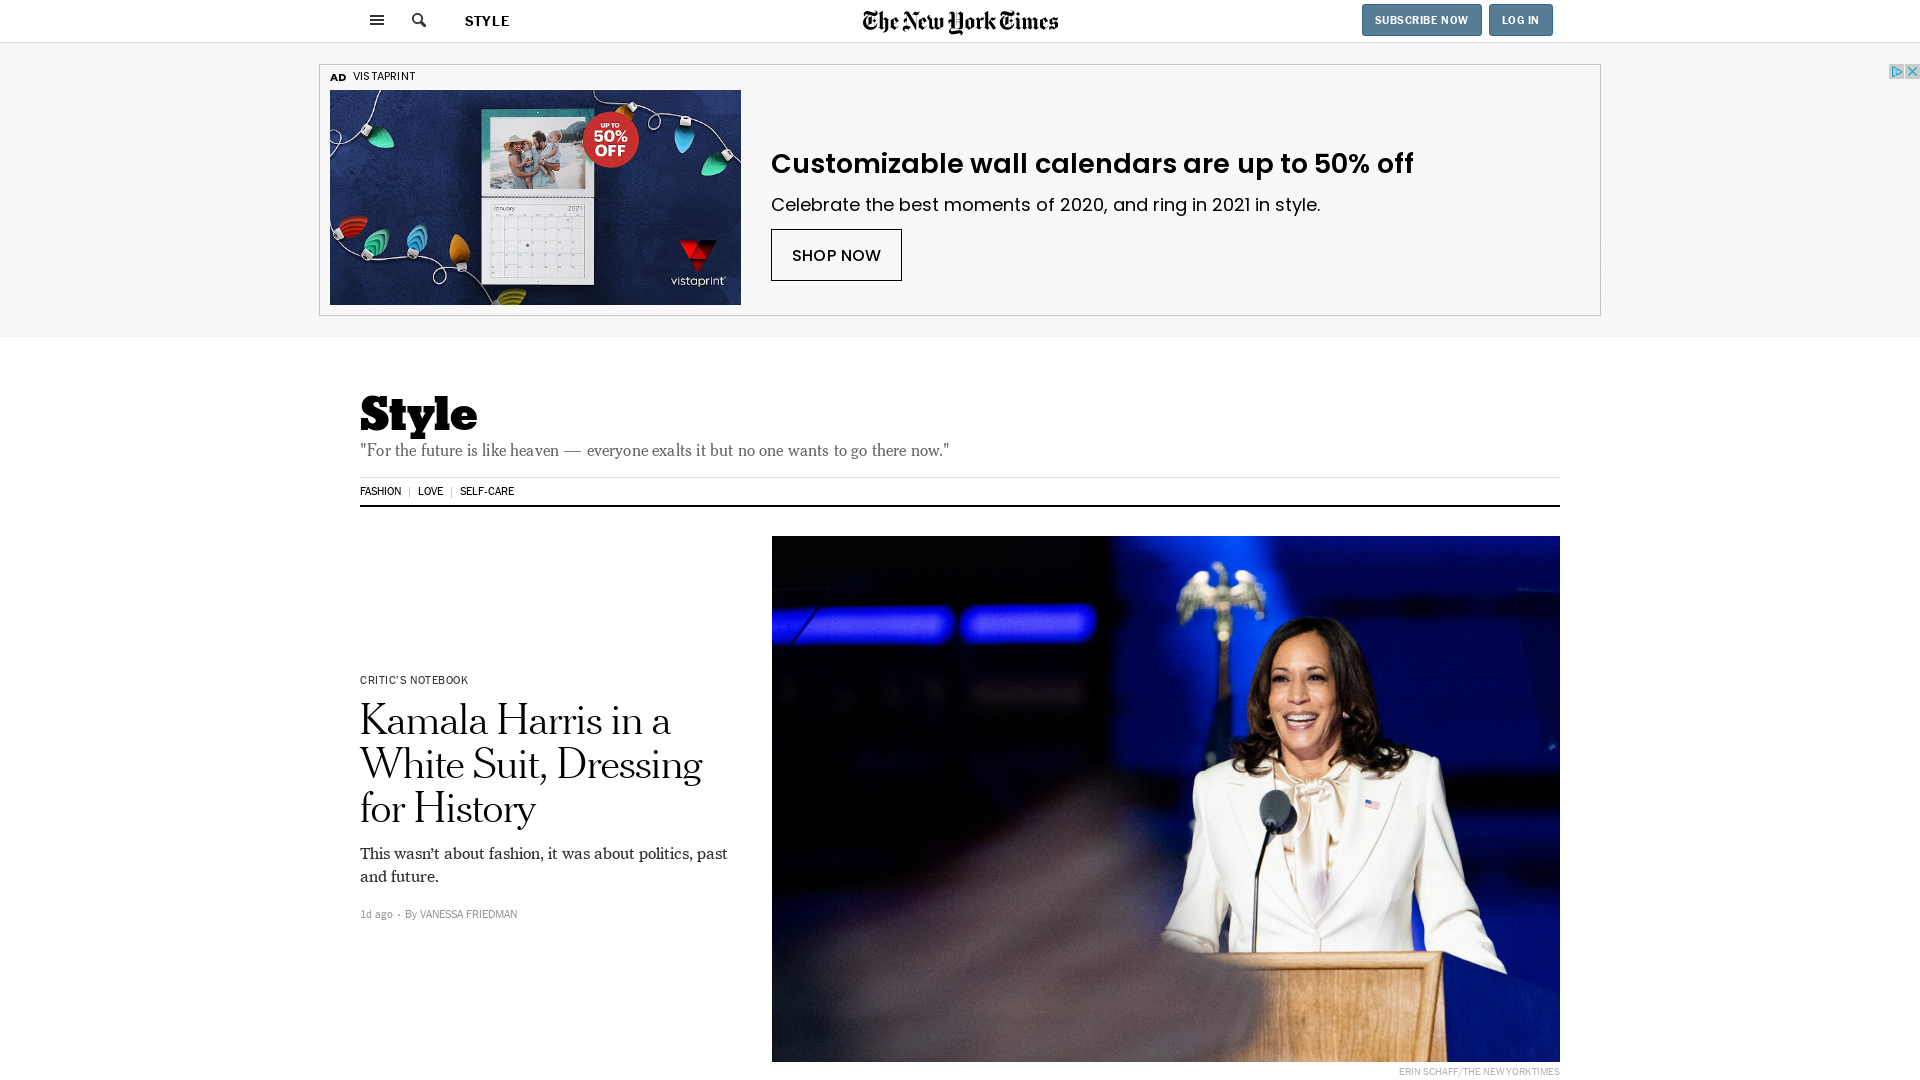 STYLE
The New York Times
SUBSCRIBE NOW
LOG IN
AD VISTAPRINT
UP TO
50%
OFF
January 2021
vistaprint
Customizable wall calendars are up to 50% off
Celebrate the best moments of 2020, and ring in 2021 in style.
SHOP NOW
Style
"For the future is like heaven — everyone exalts it but no one wants to go there now."
FASHION | LOVE | SELF-CARE
CRITIC’S NOTEBOOK
Kamala Harris in a
White Suit, Dressing
for History
This wasn’t about fashion, it was about politics, past
and future.
1d ago • By VANESSA FRIEDMAN
ERIN SCHAFF/THE NEW YORK TIMES